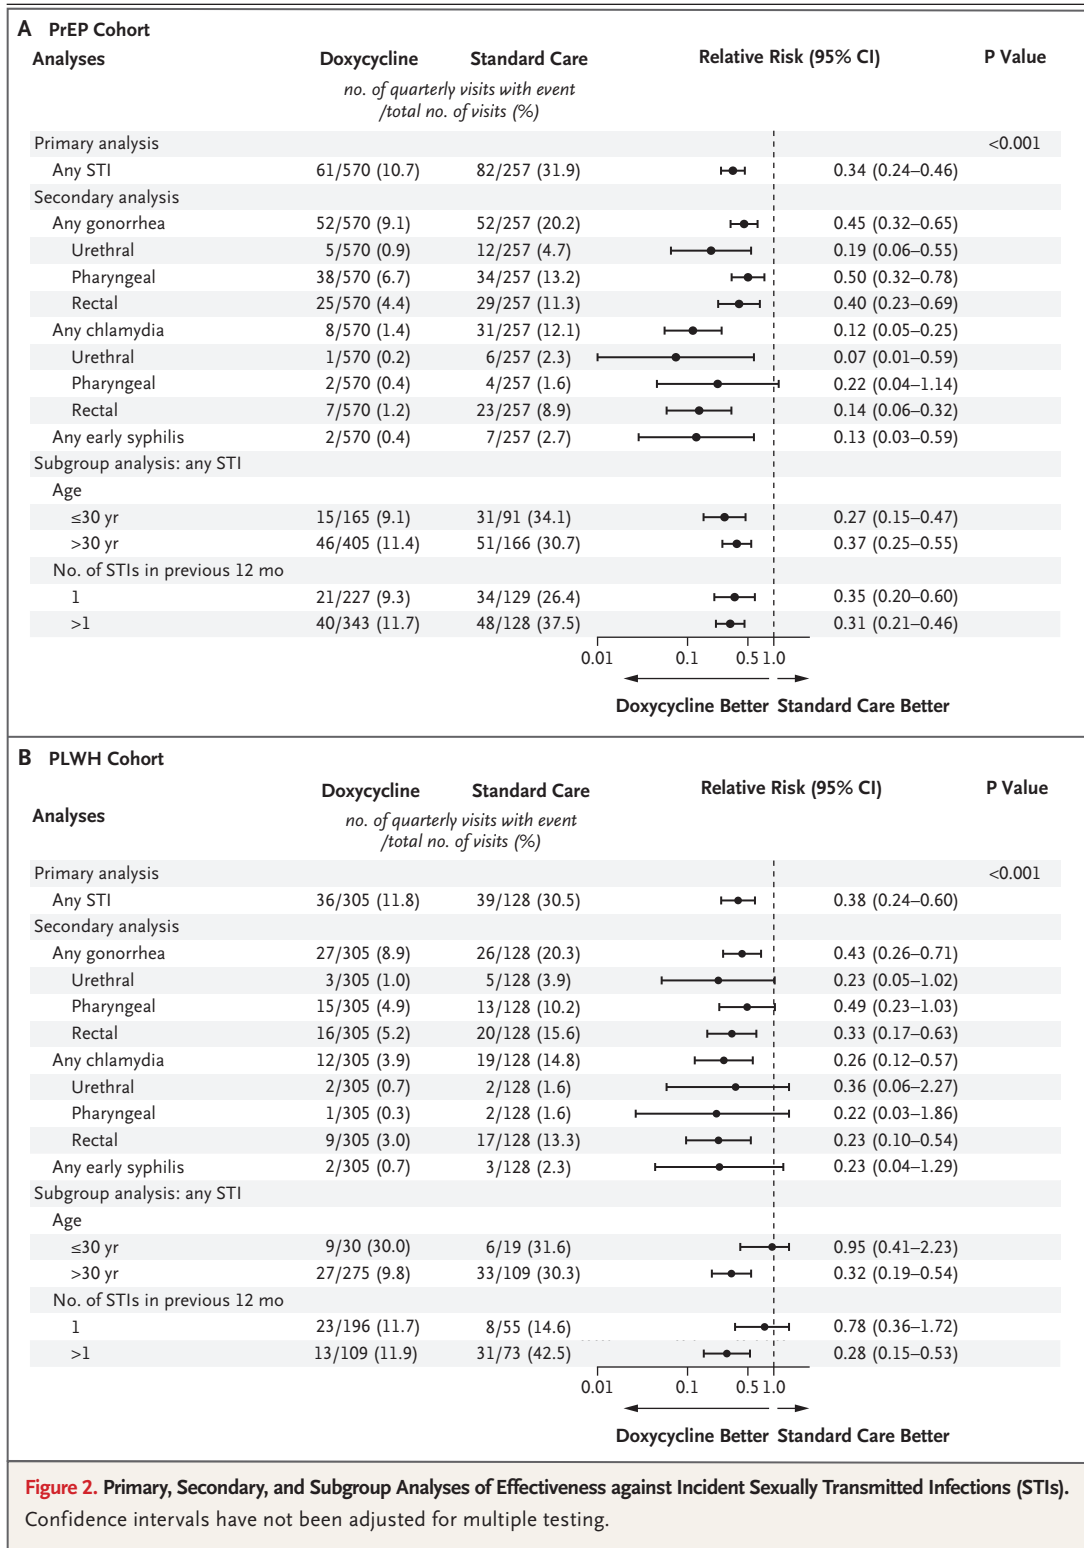 A PrEP Cohort
Analyses Doxycycline Standard Care Relative Risk (95% CI) P Value
no. of quarterly visits with event
/total no. of visits (%)
Primary analysis <0.001
Any STI 61/570 (10.7) 82/257 (31.9) 0.34 (0.24–0.46)
Secondary analysis
Any gonorrhea 52/570 (9.1) 52/257 (20.2) 0.45 (0.32–0.65)
Urethral 5/570 (0.9) 12/257 (4.7) 0.19 (0.06–0.55)
Pharyngeal 38/570 (6.7) 34/257 (13.2) 0.50 (0.32–0.78)
Rectal 25/570 (4.4) 29/257 (11.3) 0.40 (0.23–0.69)
Any chlamydia 8/570 (1.4) 31/257 (12.1) 0.12 (0.05–0.25)
Urethral 1/570 (0.2) 6/257 (2.3) 0.07 (0.01–0.59)
Pharyngeal 2/570 (0.4) 4/257 (1.6) 0.22 (0.04–1.14)
Rectal 7/570 (1.2) 23/257 (8.9) 0.14 (0.06–0.32)
Any early syphilis 2/570 (0.4) 7/257 (2.7) 0.13 (0.03–0.59)
Subgroup analysis: any STI
Age
≤30 yr 15/165 (9.1) 31/91 (34.1) 0.27 (0.15–0.47)
>30 yr 46/405 (11.4) 51/166 (30.7) 0.37 (0.25–0.55)
No. of STIs in previous 12 mo
1 21/227 (9.3) 34/129 (26.4) 0.35 (0.20–0.60)
>1 40/343 (11.7) 48/128 (37.5) 0.31 (0.21–0.46)
0.01 0.1 0.5 1.0
Doxycycline Better Standard Care Better
B PLWH Cohort
Doxycycline Standard Care Relative Risk (95% CI) P Value
Analyses no. of quarterly visits with event
/total no. of visits (%)
Primary analysis <0.001
Any STI 36/305 (11.8) 39/128 (30.5) 0.38 (0.24–0.60)
Secondary analysis
Any gonorrhea 27/305 (8.9) 26/128 (20.3) 0.43 (0.26–0.71)
Urethral 3/305 (1.0) 5/128 (3.9) 0.23 (0.05–1.02)
Pharyngeal 15/305 (4.9) 13/128 (10.2) 0.49 (0.23–1.03)
Rectal 16/305 (5.2) 20/128 (15.6) 0.33 (0.17–0.63)
Any chlamydia 12/305 (3.9) 19/128 (14.8) 0.26 (0.12–0.57)
Urethral 2/305 (0.7) 2/128 (1.6) 0.36 (0.06–2.27)
Pharyngeal 1/305 (0.3) 2/128 (1.6) 0.22 (0.03–1.86)
Rectal 9/305 (3.0) 17/128 (13.3) 0.23 (0.10–0.54)
Any early syphilis 2/305 (0.7) 3/128 (2.3) 0.23 (0.04–1.29)
Subgroup analysis: any STI
Age
≤30 yr 9/30 (30.0) 6/19 (31.6) 0.95 (0.41–2.23)
>30 yr 27/275 (9.8) 33/109 (30.3) 0.32 (0.19–0.54)
No. of STIs in previous 12 mo
1 23/196 (11.7) 8/55 (14.6) 0.78 (0.36–1.72)
>1 13/109 (11.9) 31/73 (42.5) 0.28 (0.15–0.53)
0.01 0.1 0.5 1.0
Doxycycline Better Standard Care Better
Figure 2. Primary, Secondary, and Subgroup Analyses of Effectiveness against Incident Sexually Transmitted Infections (STIs).
Confidence intervals have not been adjusted for multiple testing.